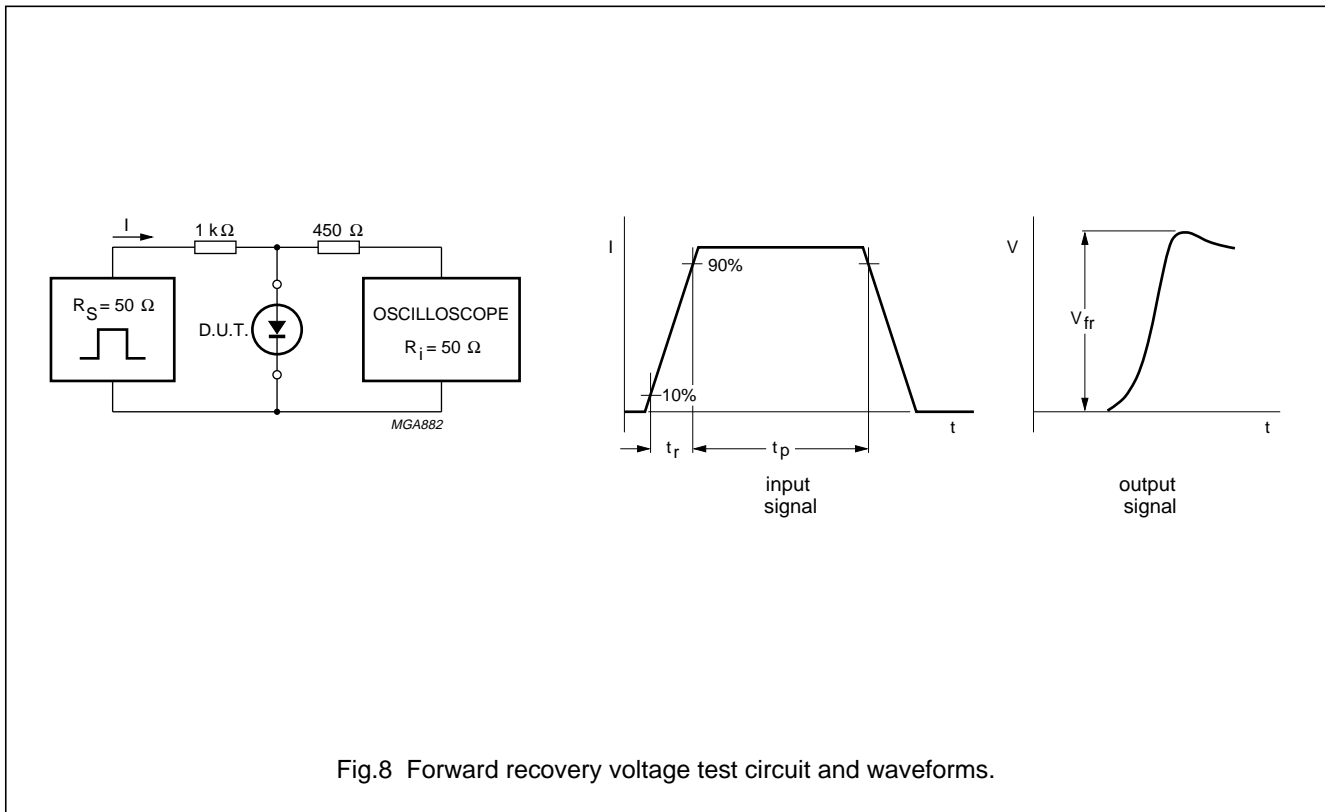 I
1 kΩ
450 Ω
R_S = 50 Ω
D.U.T.
OSCILLOSCOPE
R_i = 50 Ω
MGA882
I
90%
10%
t
t_r
t_p
input
signal
V
V_fr
t
output
signal
Fig.8 Forward recovery voltage test circuit and waveforms.